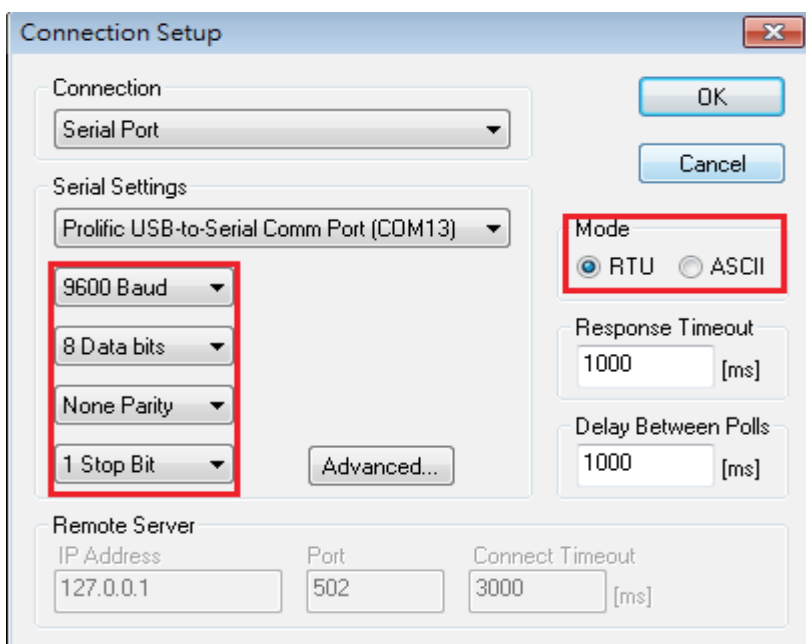 Connection Setup
Connection
Serial Port
OK
Cancel
Serial Settings
Prolific USB-to-Serial Comm Port (COM13)
9600 Baud
8 Data bits
None Parity
1 Stop Bit
Advanced...
Mode
RTU ASCII
Response Timeout
1000 [ms]
Delay Between Polls
1000 [ms]
Remote Server
IP Address Port Connect Timeout
127.0.0.1 502 3000 [ms]